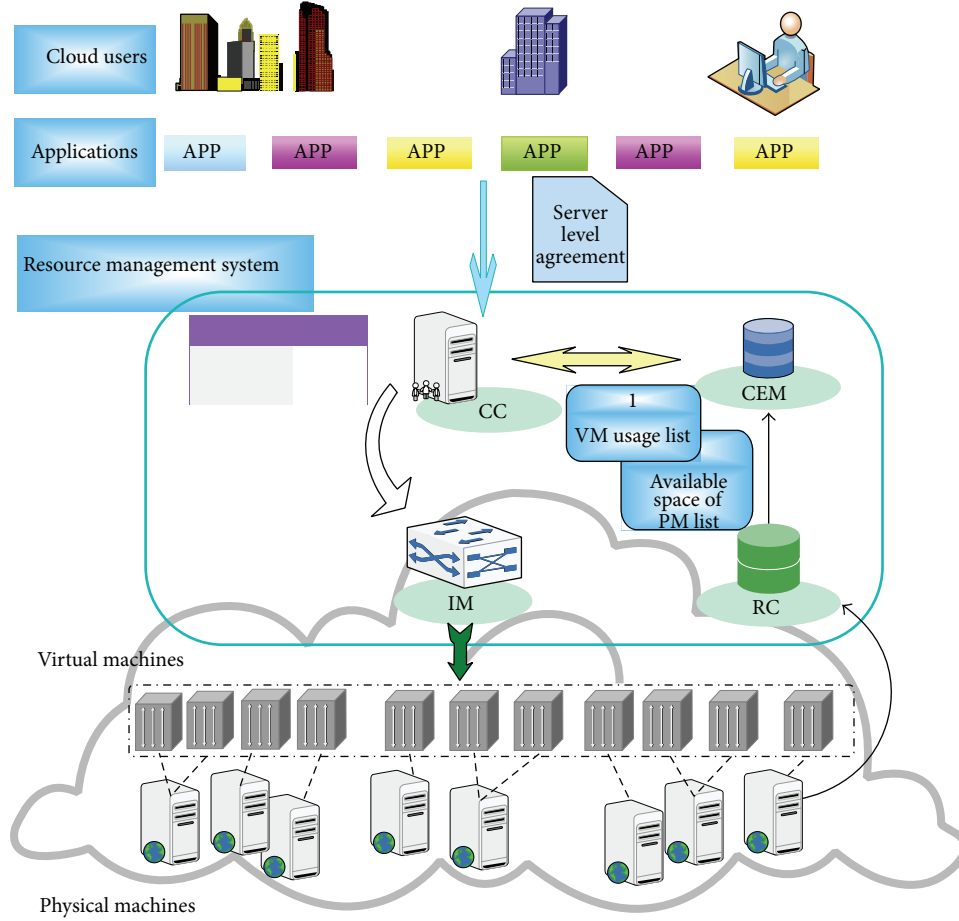 Cloud users
Applications
APP
APP
APP
APP
APP
APP
Server
level
agreement
Resource management system
CC
CEM
1
VM usage list
Available
space of
PM list
IM
RC
Virtual machines
Physical machines